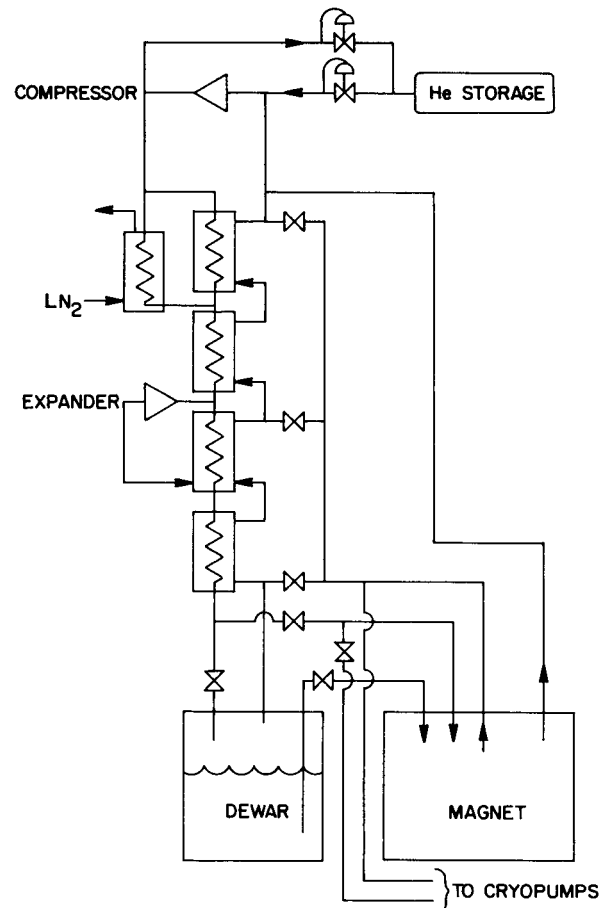 COMPRESSOR
He STORAGE
LN2
EXPANDER
DEWAR
MAGNET
TO CRYOPUMPS